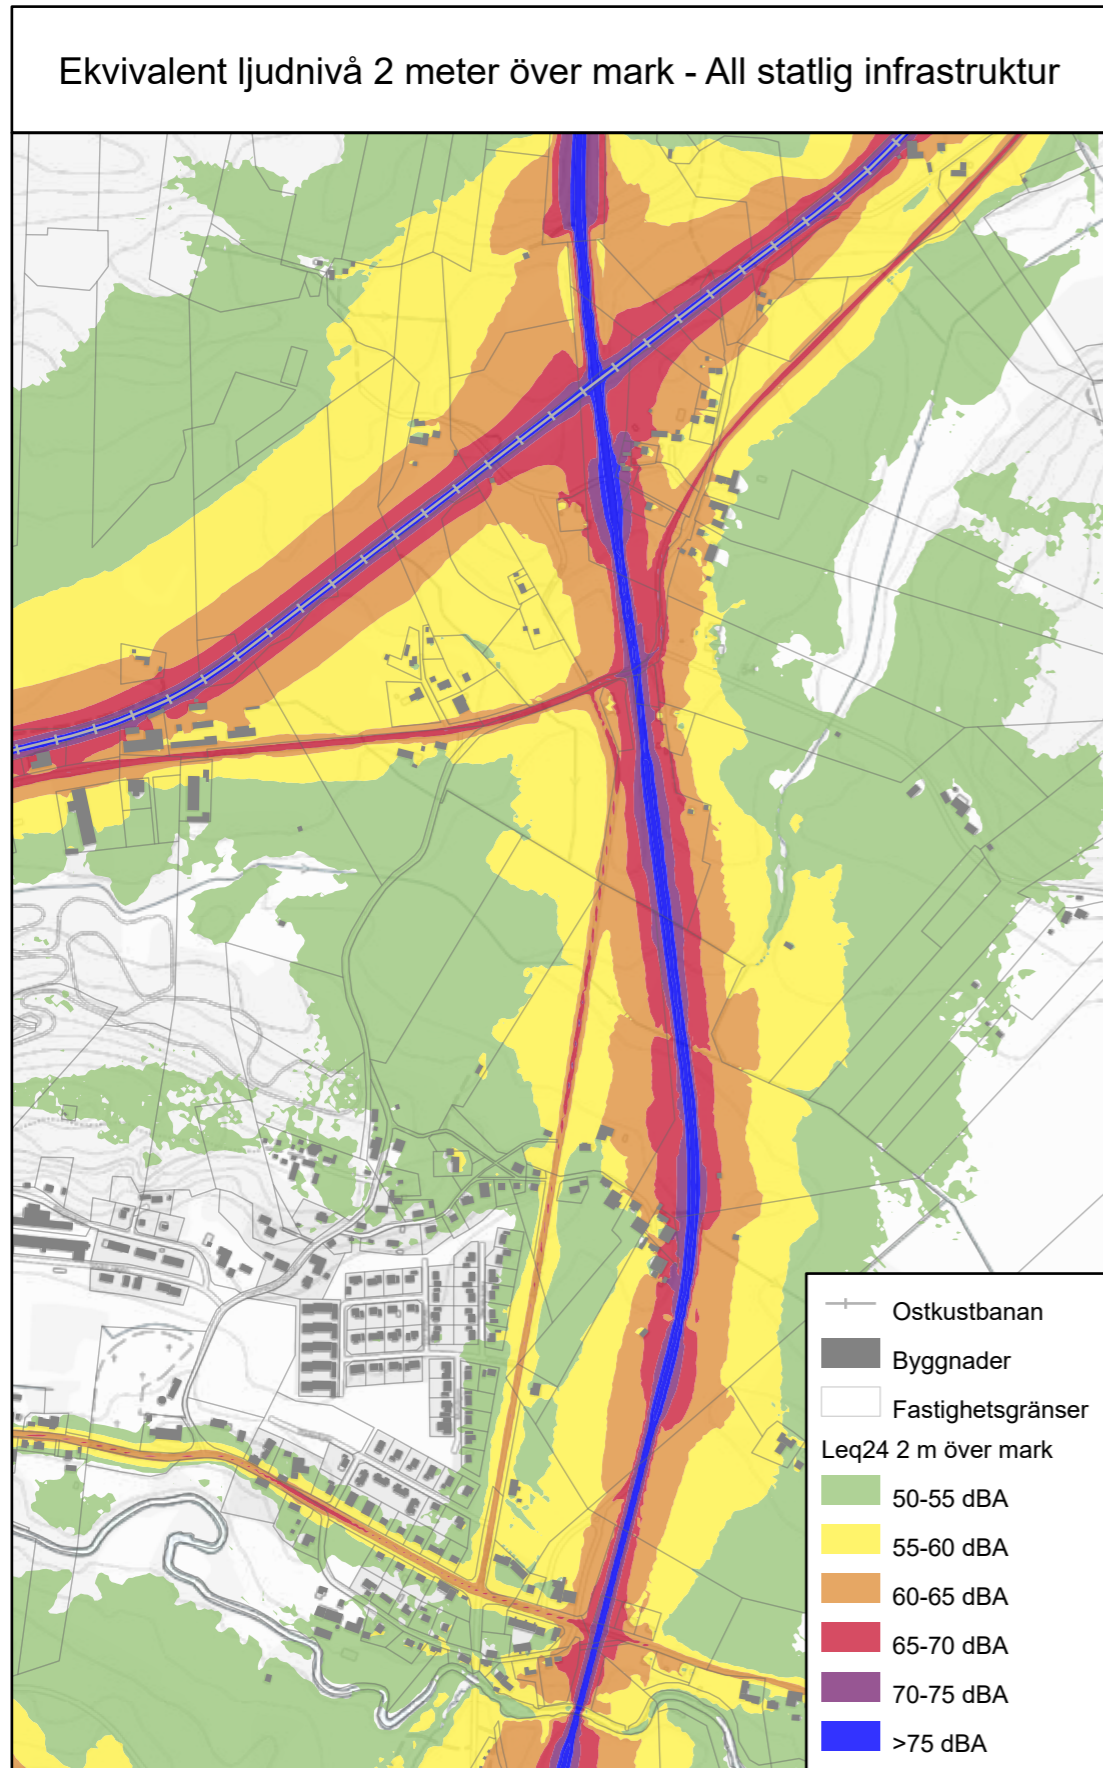 Ekvivalent ljudnivå 2 meter över mark - All statlig infrastruktur
Ostkustbanan
Byggnader
Fastighetsgränser
Leq24 2 m över mark
50-55 dBA
55-60 dBA
60-65 dBA
65-70 dBA
70-75 dBA
>75 dBA